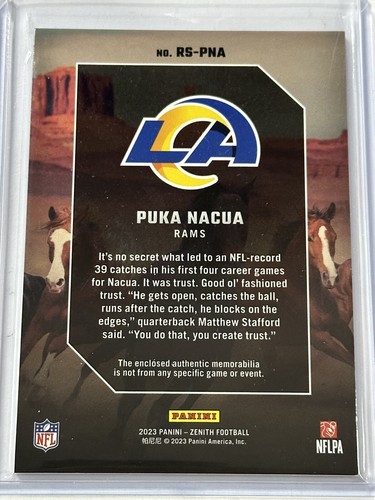 NO. RS-PNA
LA
PUKA NACUA
RAMS
It's no secret what led to an NFL-record
39 catches in his first four career games
for Nacua. It was trust. Good ol' fashioned
trust. “He gets open, catches the ball,
runs after the catch, he blocks on the
edges,” quarterback Matthew Stafford
said. “You do that, you create trust.”
The enclosed authentic memorabilia
is not from any specific game or event.
PANINI
2023 PANINI – ZENITH FOOTBALL
帕尼尼 © 2023 Panini America, Inc.
NFL
NFLPA